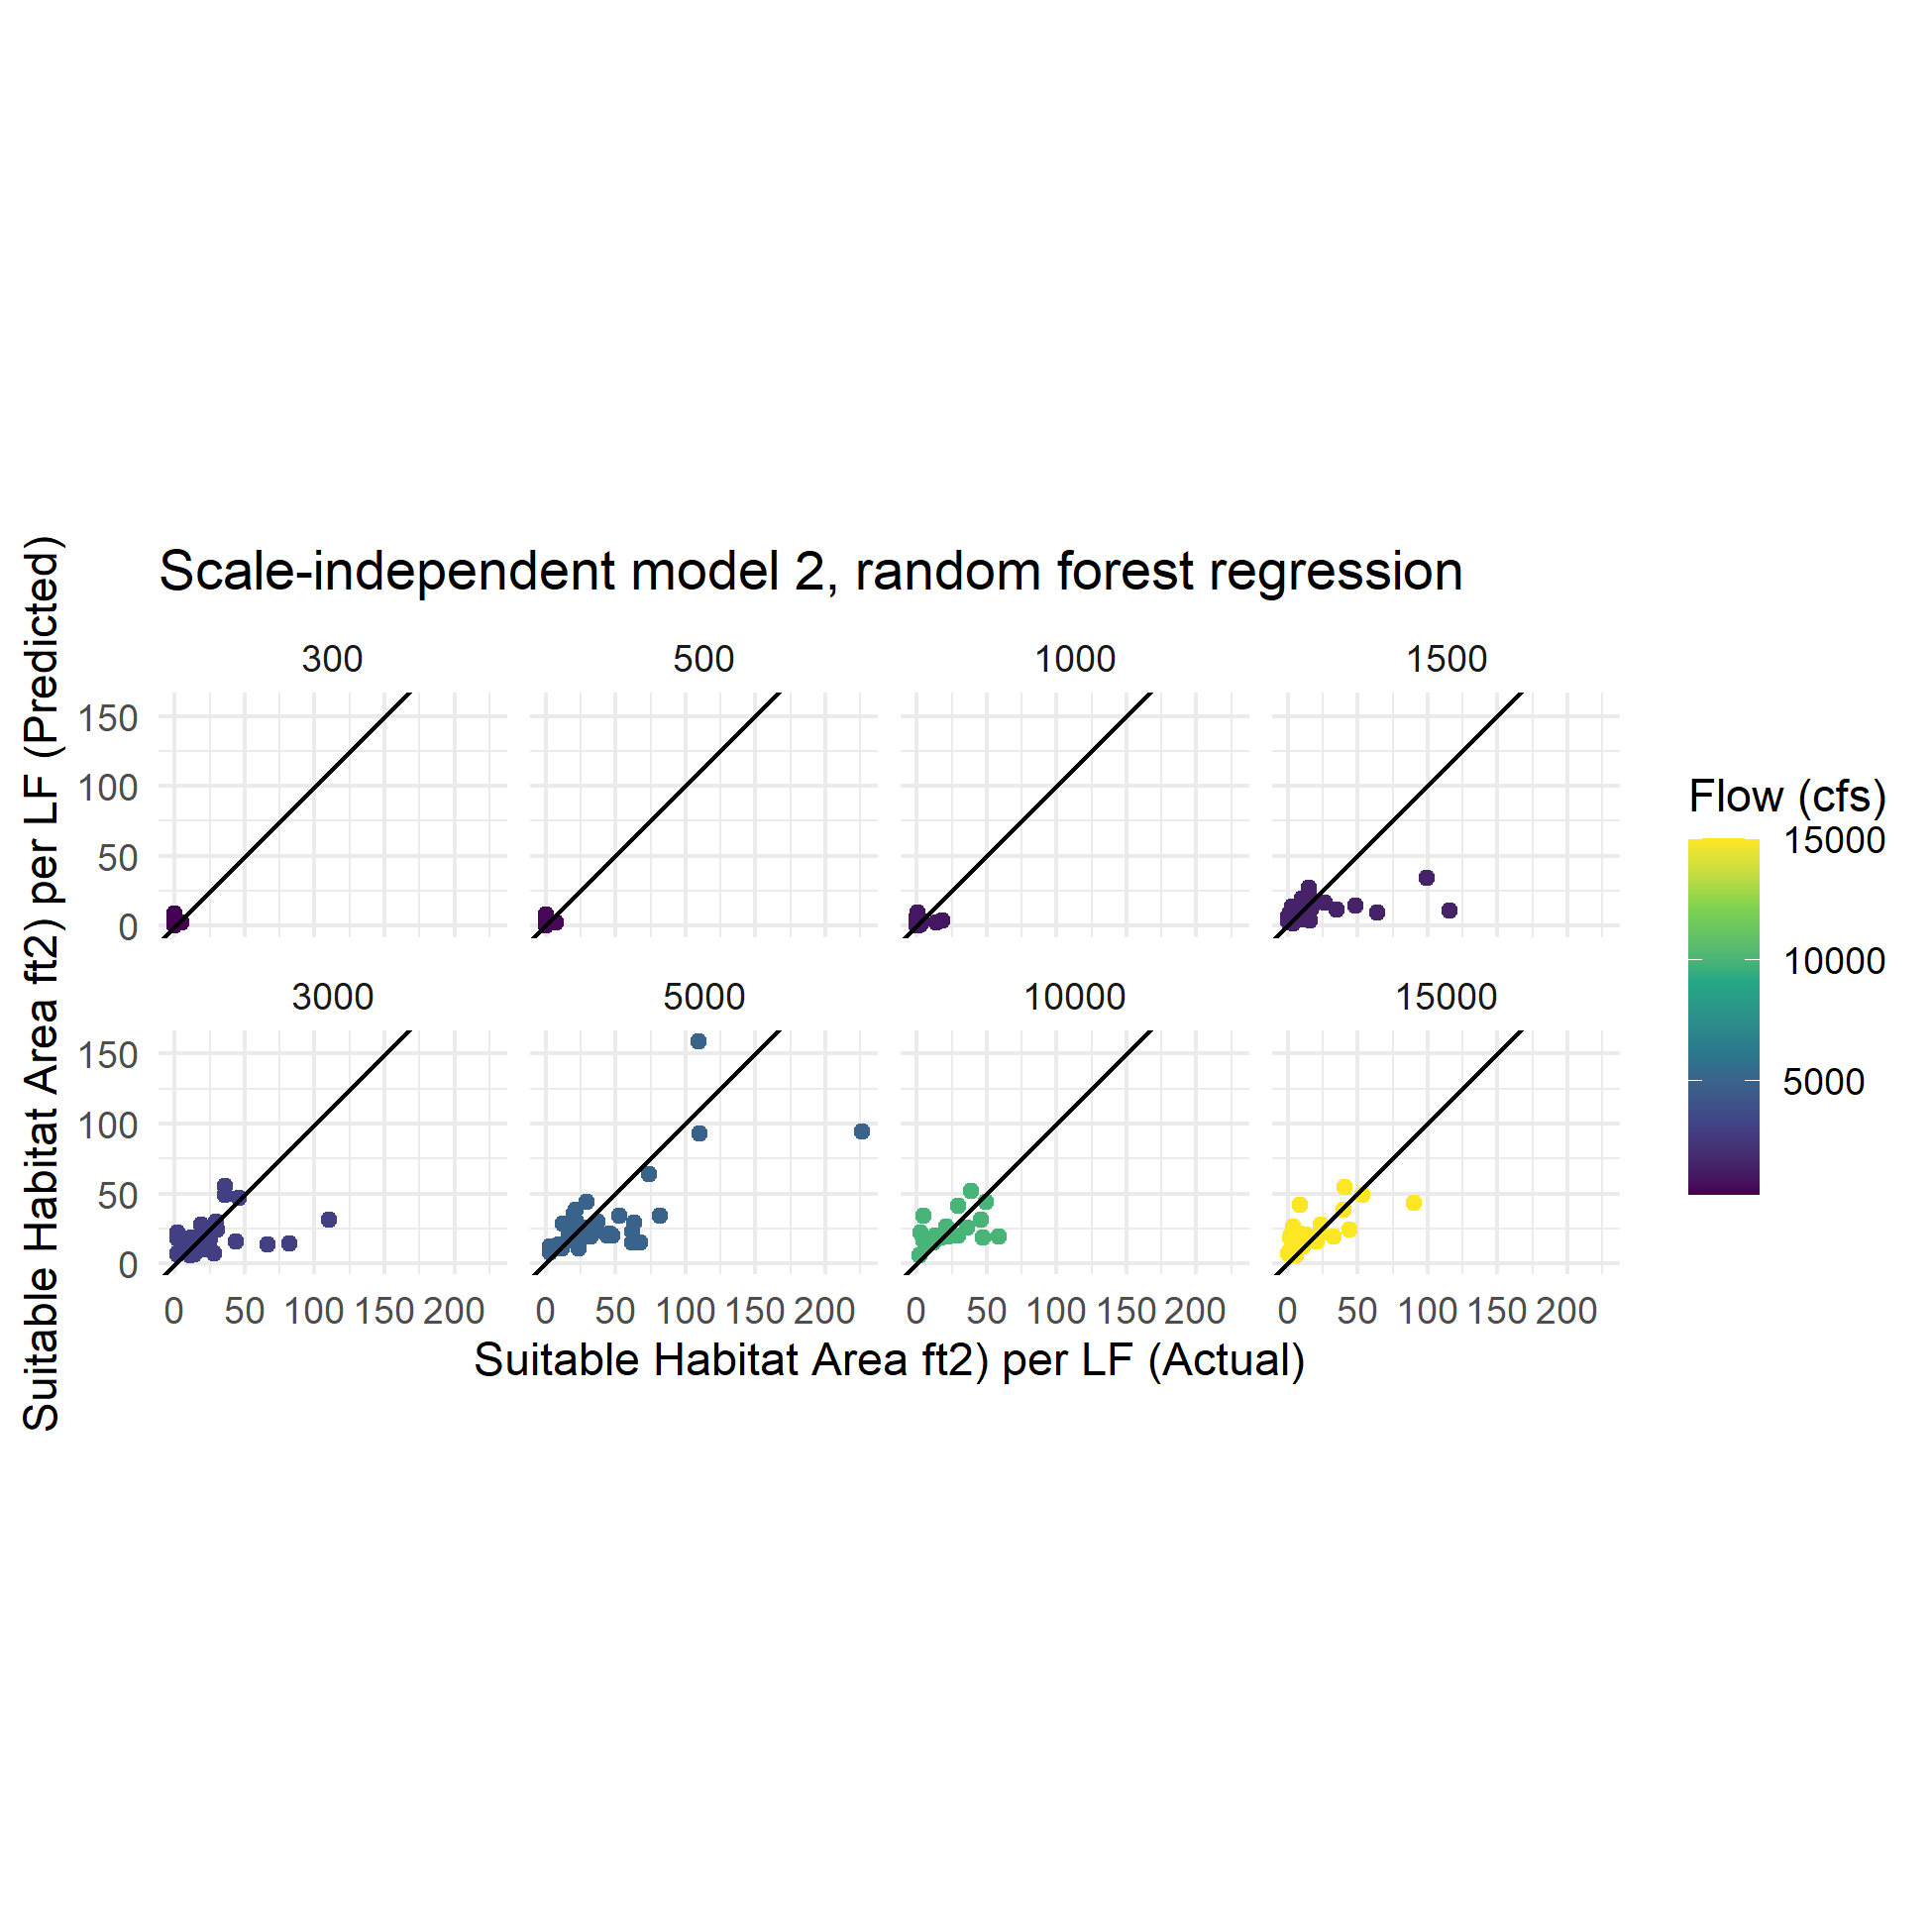 Scale-independent model 2, random forest regression
Suitable Habitat Area ft2) per LF (Predicted)
300 500 1000 1500
150
100
50
0
3000 5000 10000 15000
150
100
50
0
0 50 100 150 200 0 50 100 150 200 0 50 100 150 200 0 50 100 150 200
Suitable Habitat Area ft2) per LF (Actual)
Flow (cfs)
15000
10000
5000